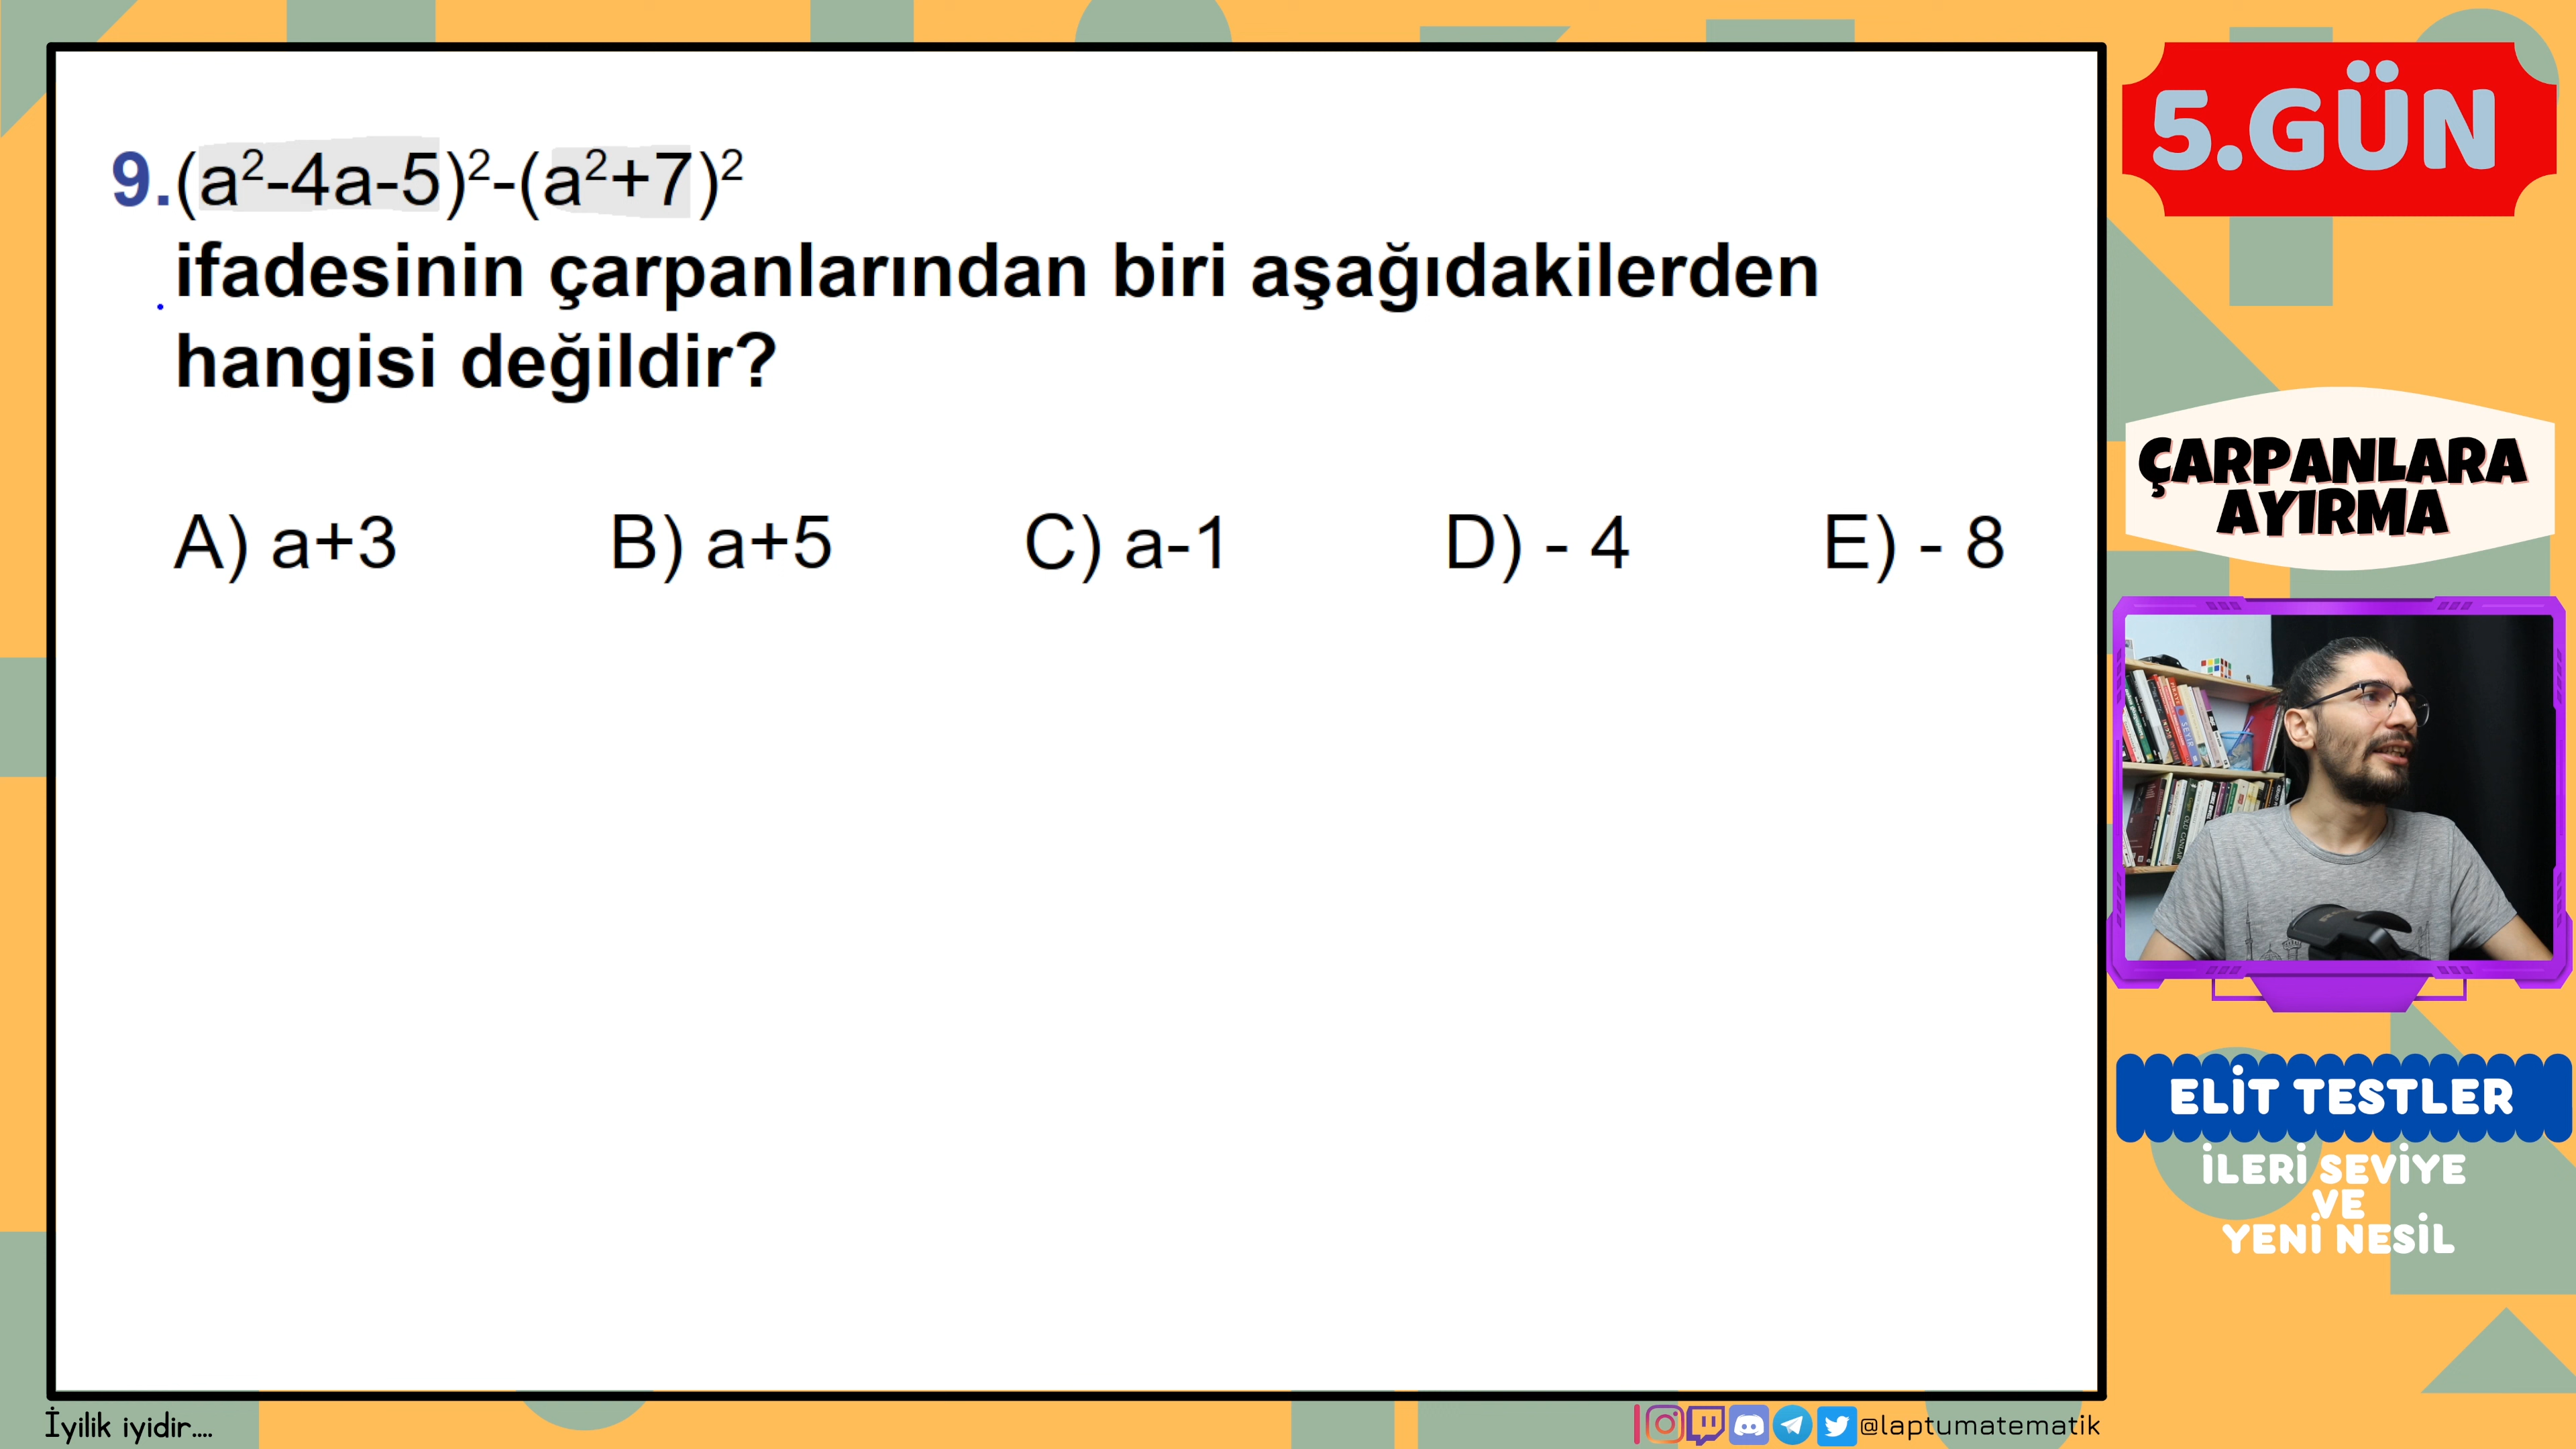 9.(a²-4a-5)²-(a²+7)²
ifadesinin çarpanlarından biri aşağıdakilerden
hangisi değildir?
A) a+3 B) a+5 C) a-1 D) - 4 E) - 8
5.GÜN
ÇARPANLARA
AYIRMA
ELİT TESTLER
İLERİ SEVİYE
VE
YENİ NESİL
İyilik iyidir....
@laptumatematik